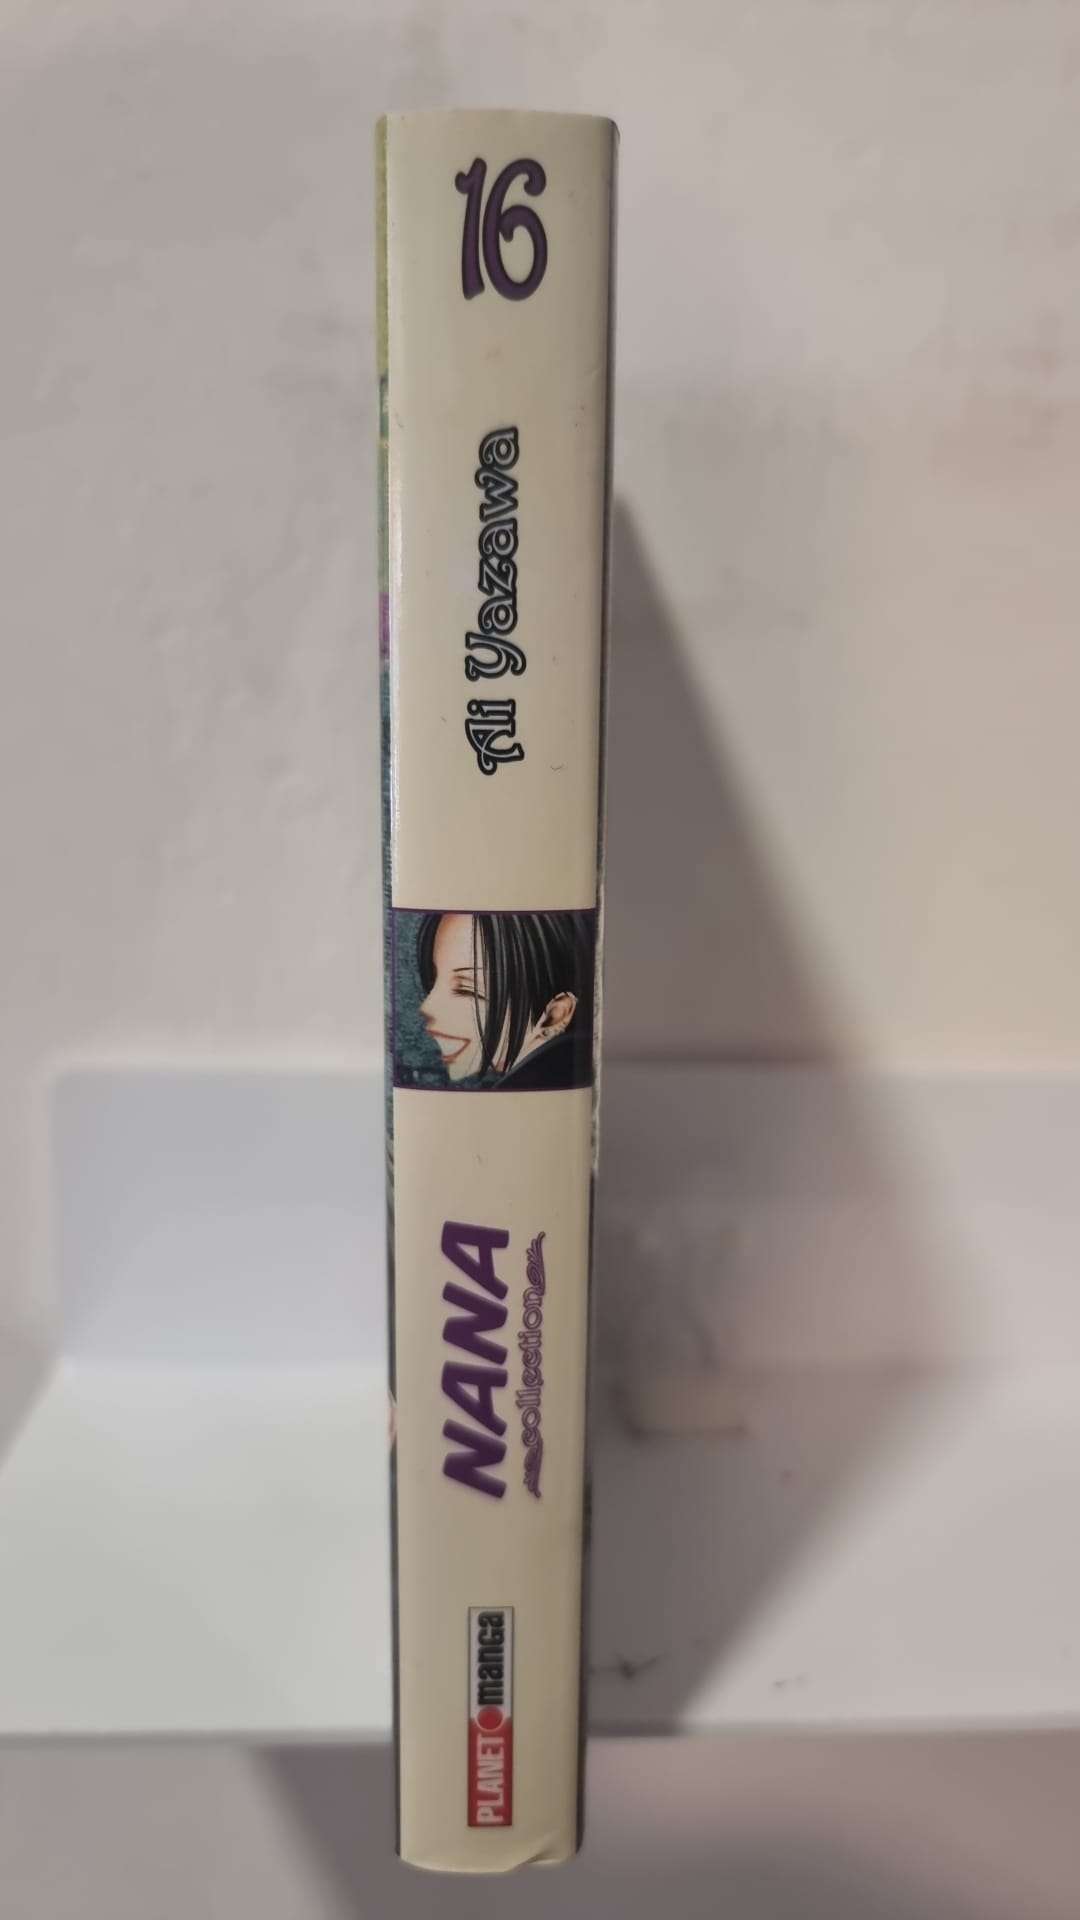 16
Ai Yazawa
NANA
collection
PLANET manga